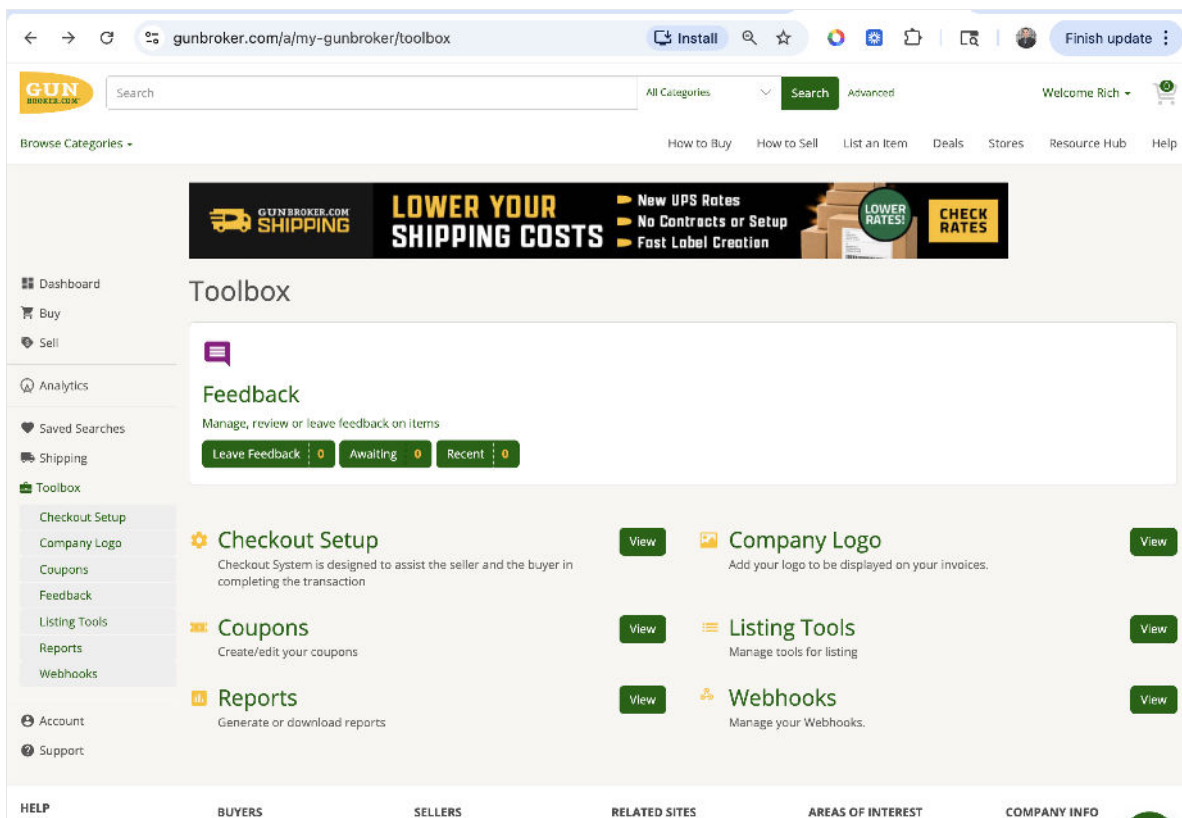 gunbroker.com/a/my-gunbroker/toolbox
Install
Finish update
GUN
BROKER.COM
Search
All Categories
Search
Advanced
Welcome Rich
0
Browse Categories
How to Buy
How to Sell
List an Item
Deals
Stores
Resource Hub
Help
GUNBROKER.COM
SHIPPING
LOWER YOUR
SHIPPING COSTS
New UPS Rates
No Contracts or Setup
Fast Label Creation
LOWER
RATES!
CHECK
RATES
Dashboard
Buy
Sell
Analytics
Saved Searches
Shipping
Toolbox
Checkout Setup
Company Logo
Coupons
Feedback
Listing Tools
Reports
Webhooks
Account
Support
Toolbox
Feedback
Manage, review or leave feedback on items
Leave Feedback 0
Awaiting 0
Recent 0
Checkout Setup
View
Checkout System is designed to assist the seller and the buyer in
completing the transaction
Company Logo
View
Add your logo to be displayed on your invoices.
Coupons
View
Create/edit your coupons
Listing Tools
View
Manage tools for listing
Reports
View
Generate or download reports
Webhooks
View
Manage your Webhooks.
HELP
BUYERS
SELLERS
RELATED SITES
AREAS OF INTEREST
COMPANY INFO